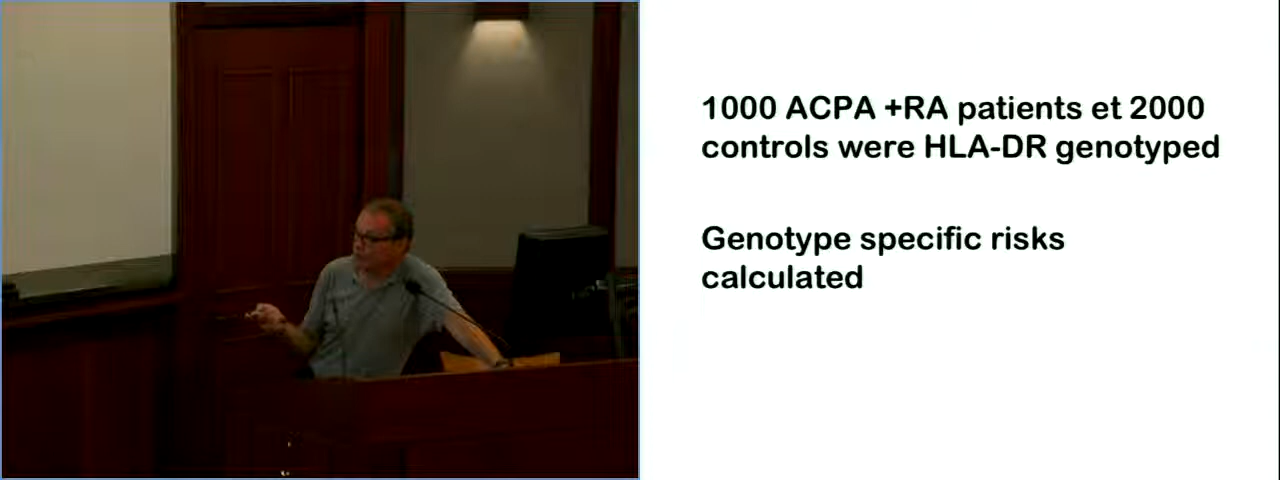 1000 ACPA +RA patients et 2000
controls were HLA-DR genotyped
Genotype specific risks
calculated